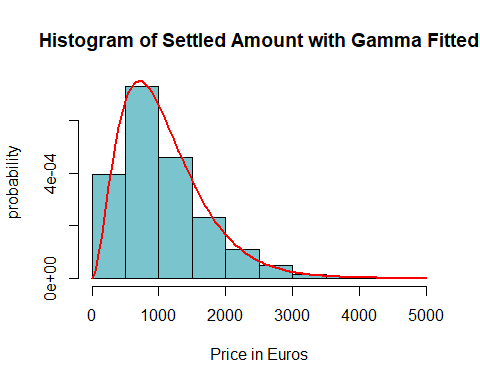 Histogram of Settled Amount with Gamma Fitted
probability
4e-04
0e+00
0 1000 2000 3000 4000 5000
Price in Euros